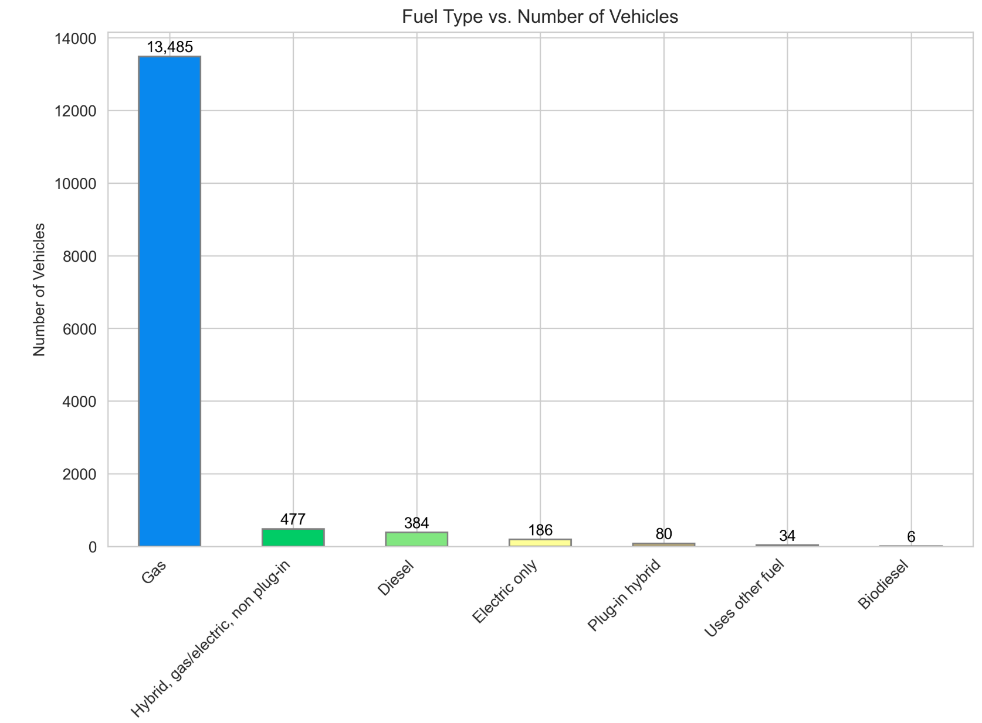 Fuel Type vs. Number of Vehicles
14000
12000
10000
8000
6000
4000
2000
0
Number of Vehicles
13,485
477
384
186
80
34
6
Gas
Hybrid, gas/electric, non plug-in
Diesel
Electric only
Plug-in hybrid
Uses other fuel
Biodiesel